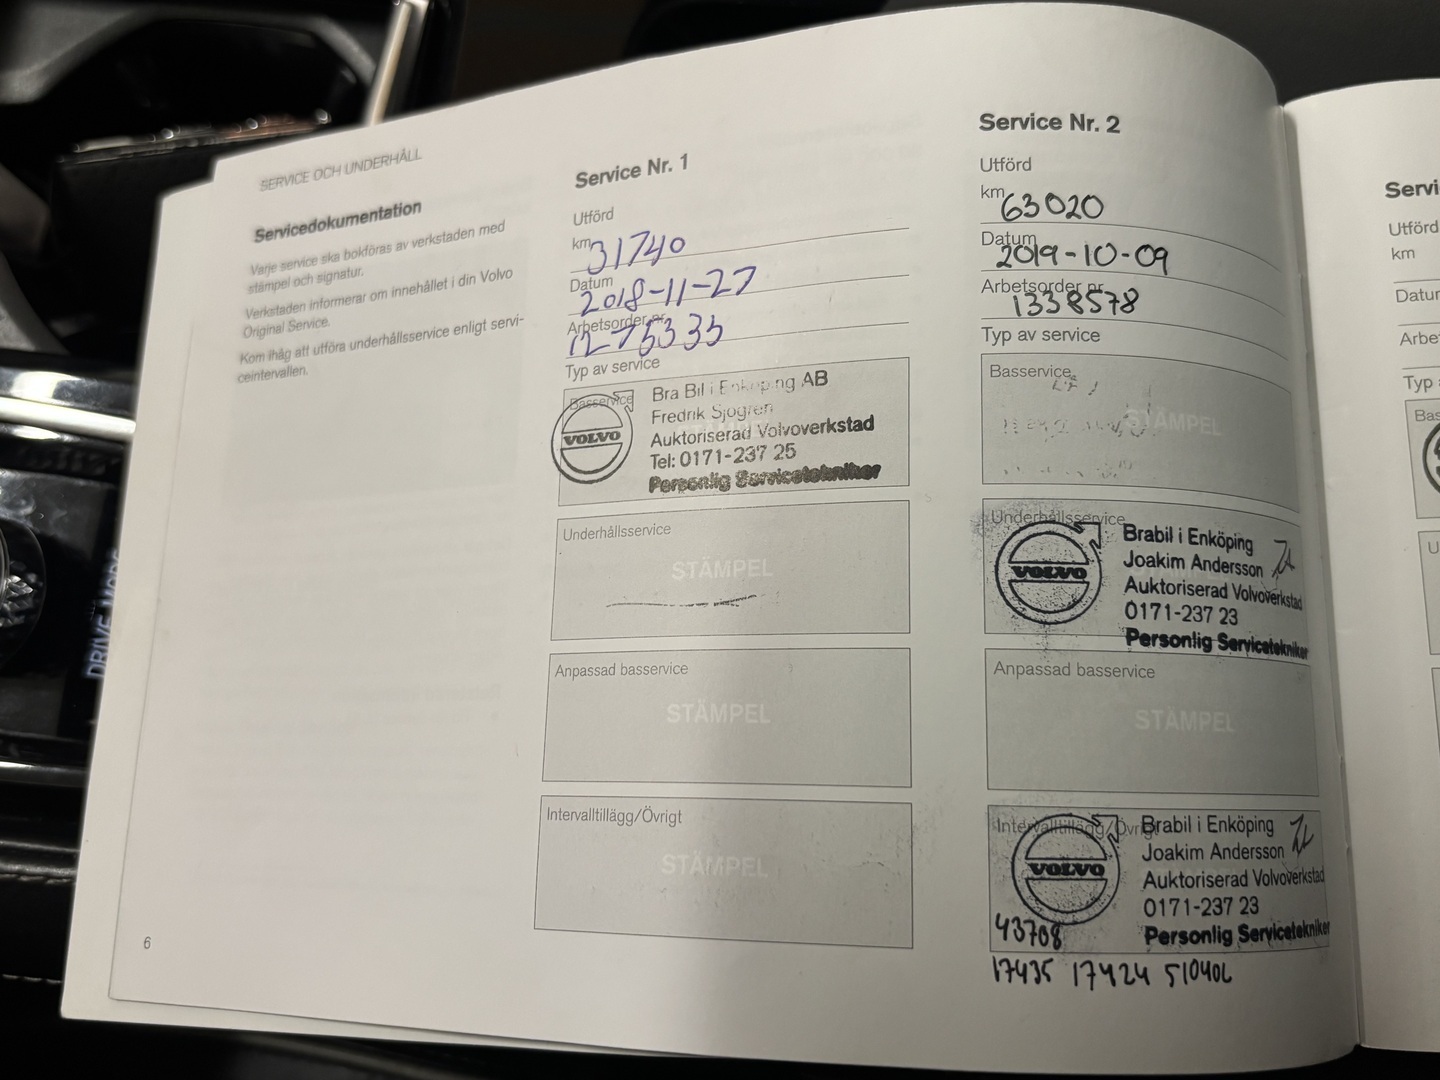 SERVICE OCH UNDERHÅLL
Servicedokumentation
Varje service ska bokföras av verkstaden med
stämpel och signatur.
Verkstaden informerar om innehållet i din Volvo
Original Service.
Kom ihåg att utföra underhållsservice enligt servi-
ceintervallen.
6
Service Nr. 1
Utförd
km 31740
Datum
2018-11-27
Arbetsorder nr
1275335
Typ av service
Basservice
VOLVO
Bra Bil i Enköping AB
Fredrik Sjögren
Auktoriserad Volvoverkstad
Tel: 0171-237 25
Personlig Servicetekniker
Underhållsservice
STÄMPEL
Anpassad basservice
STÄMPEL
Intervalltillägg/Övrigt
STÄMPEL
Service Nr. 2
Utförd
km 63020
Datum
2019-10-09
Arbetsorder nr
1338578
Typ av service
Basservice
STÄMPEL
Underhållsservice
VOLVO
Brabil i Enköping
Joakim Andersson
Auktoriserad Volvoverkstad
0171-237 23
Personlig Servicetekniker
Anpassad basservice
STÄMPEL
Intervalltillägg/Övrigt
VOLVO
Brabil i Enköping
Joakim Andersson
Auktoriserad Volvoverkstad
0171-237 23
Personlig Servicetekniker
43708
17435 17424 510406
Servi
Utförd
km
Datum
Arbe
Typ a
Bas
U
DRIVE MODE